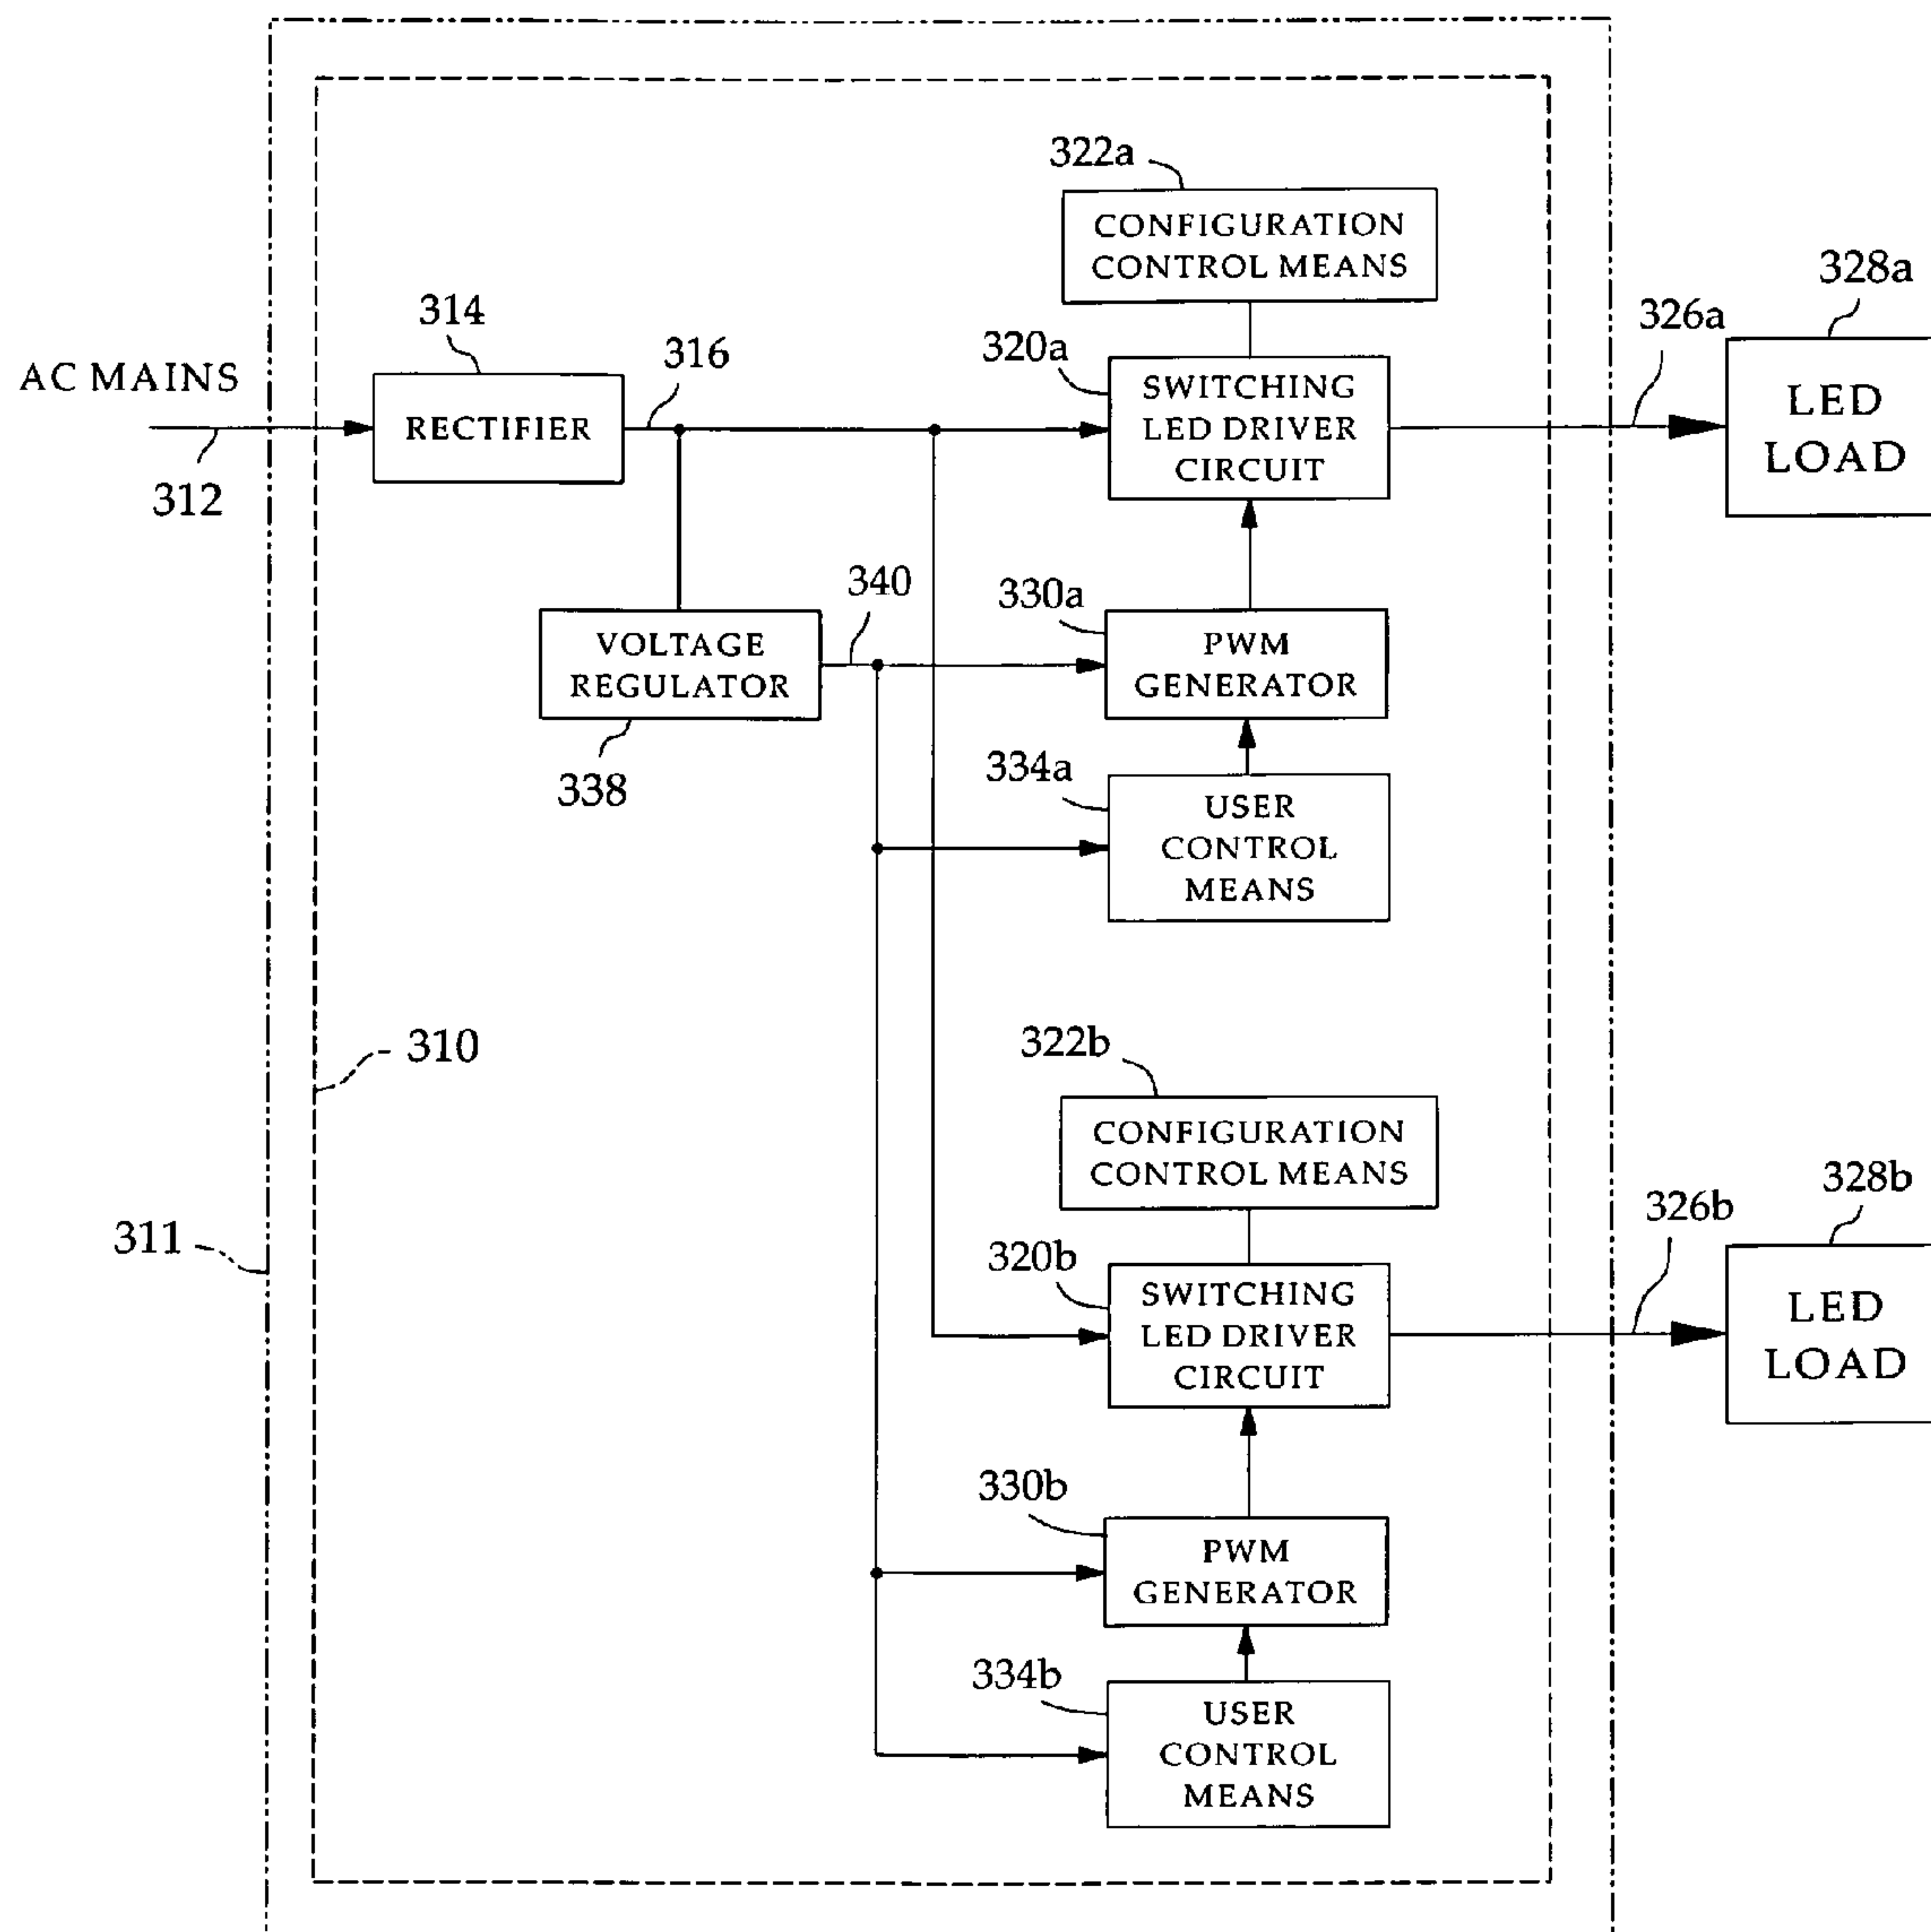 322a
CONFIGURATION
CONTROL MEANS
328a
326a
314
316
320a
AC MAINS
RECTIFIER
SWITCHING
LED DRIVER
CIRCUIT
LED
LOAD
312
340
330a
VOLTAGE
REGULATOR
PWM
GENERATOR
338
334a
USER
CONTROL
MEANS
310
322b
CONFIGURATION
CONTROL MEANS
328b
326b
311
320b
SWITCHING
LED DRIVER
CIRCUIT
LED
LOAD
330b
PWM
GENERATOR
334b
USER
CONTROL
MEANS